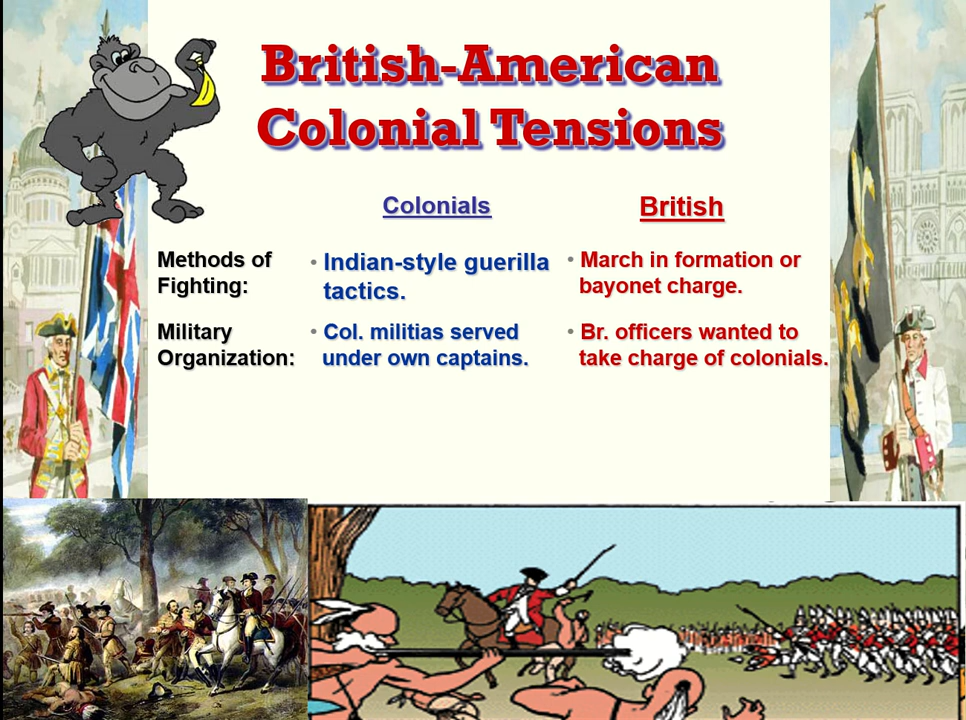 British-American
Colonial Tensions
Colonials British
Methods of
Fighting:
• Indian-style guerilla
tactics.
• March in formation or
bayonet charge.
Military
Organization:
• Col. militias served
under own captains.
• Br. officers wanted to
take charge of colonials.